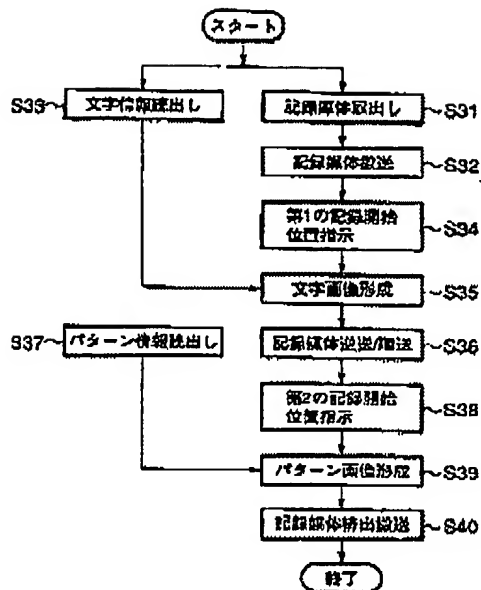 スタート
S33 文字情報読出し
記録媒体取出し S31
記録媒体搬送 S32
第1の記録開始
位置指示 S34
文字画像形成 S35
S37 パターン情報読出し
記録媒体逆送/搬送 S36
第2の記録開始
位置指示 S38
パターン画像形成 S39
記録媒体排出搬送 S40
終了